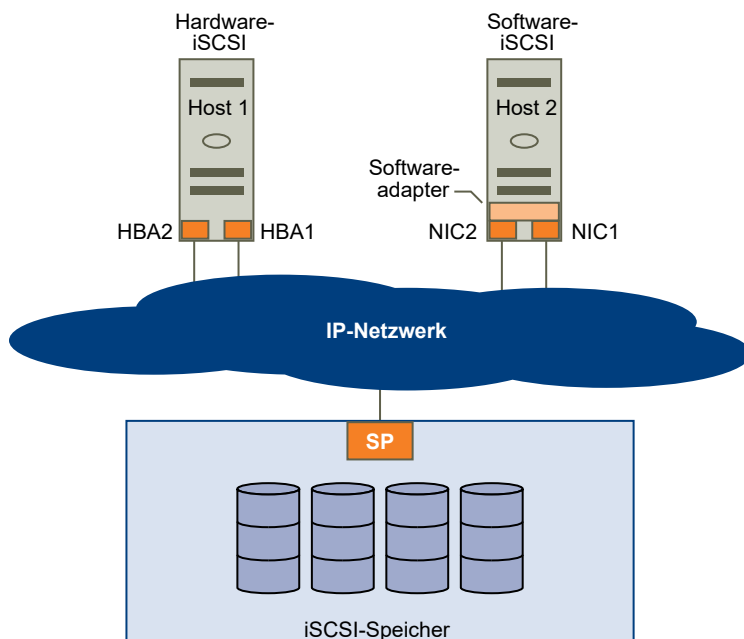 Hardware-
iSCSI
Software-
iSCSI
Host 1
Host 2
Software-
adapter
HBA2
HBA1
NIC2
NIC1
IP-Netzwerk
SP
iSCSI-Speicher